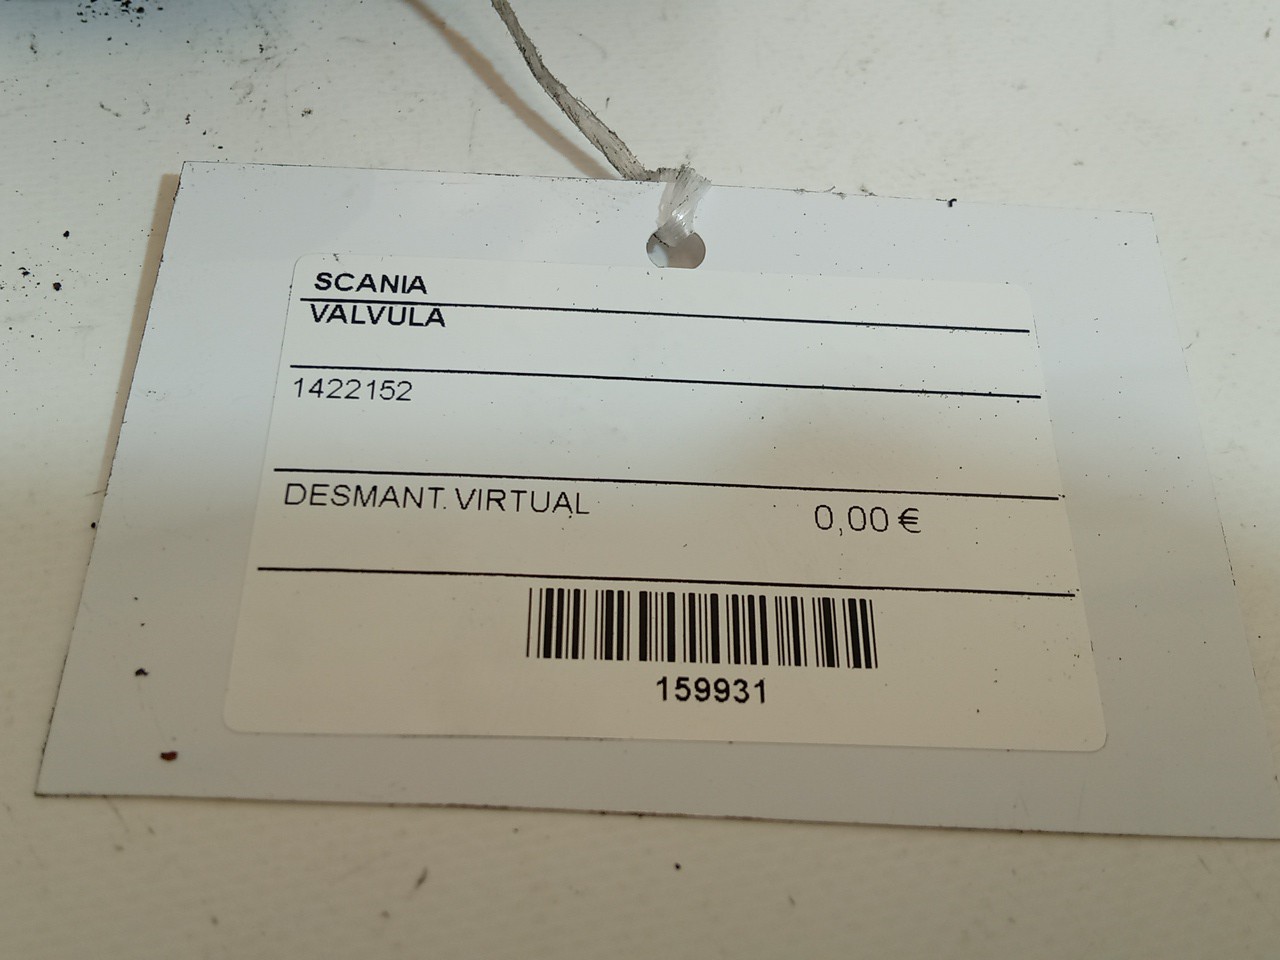 SCANIA
VALVULA
1422152
DESMANT. VIRTUAL 0,00 €
159931